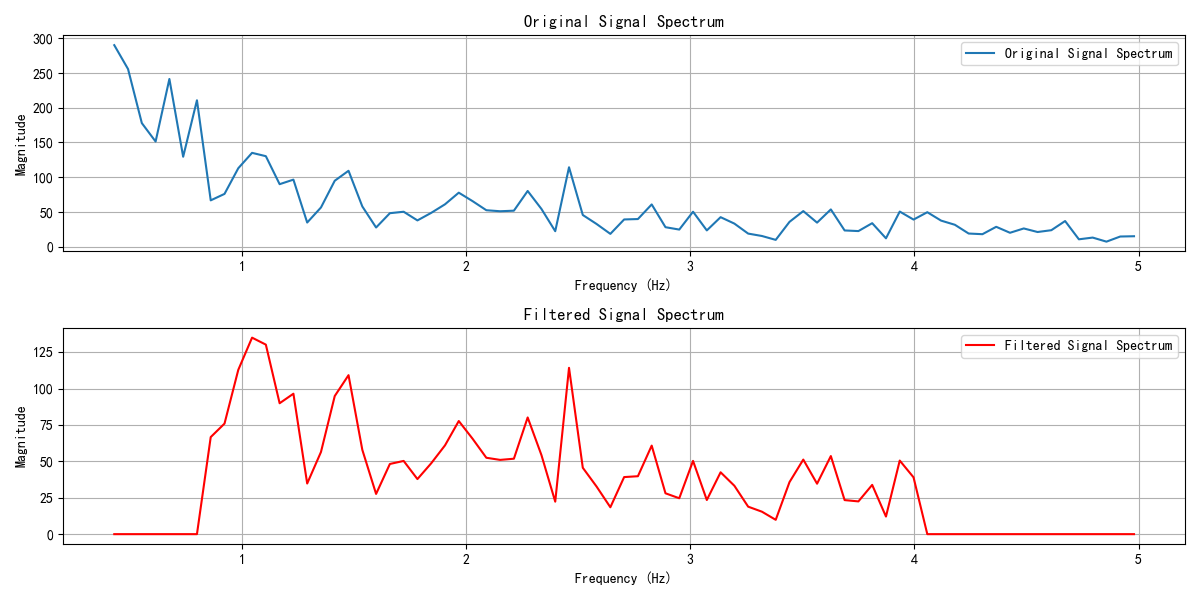 Original Signal Spectrum
300
250
200
150
100
50
0
Magnitude
Original Signal Spectrum
1
2
3
4
5
Frequency (Hz)
Filtered Signal Spectrum
125
100
75
50
25
0
Magnitude
Filtered Signal Spectrum
1
2
3
4
5
Frequency (Hz)